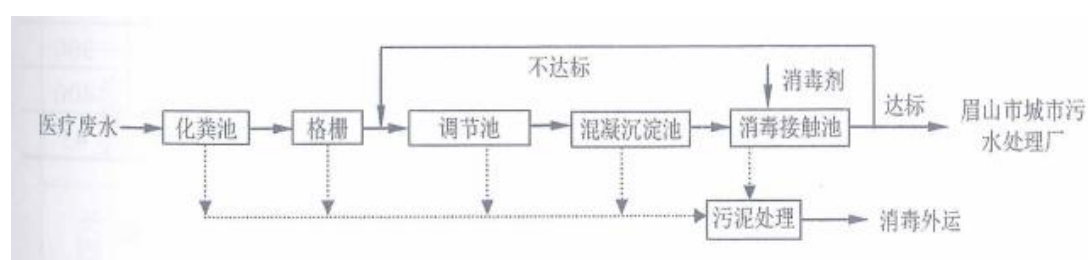 不达标
消毒剂
医疗废水
化粪池
格栅
调节池
混凝沉淀池
消毒接触池
达标
眉山市城市污
水处理厂
污泥处理
消毒外运